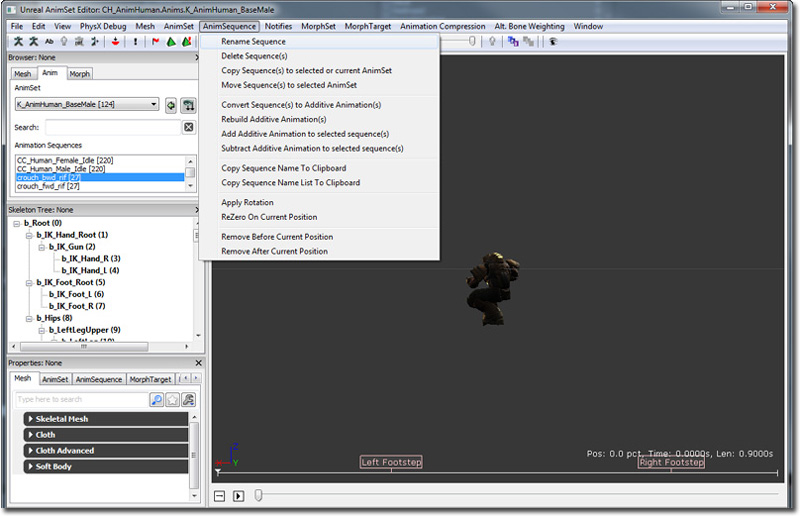 Unreal AnimSet Editor: CH_AnimHuman.Anims.K_AnimHuman_BaseMale
File Edit View PhysX Debug Mesh AnimSet AnimSequence Notifies MorphSet MorphTarget Animation Compression Alt. Bone Weighting Window
Browser: None
Mesh Anim Morph
AnimSet
K_AnimHuman_BaseMale [124]
Search:
Animation Sequences
CC_Human_Female_Idle [220]
CC_Human_Male_Idle [220]
crouch_bwd_rif [27]
crouch_fwd_rif [27]
Rename Sequence
Delete Sequence(s)
Copy Sequence(s) to selected or current AnimSet
Move Sequence(s) to selected AnimSet
Convert Sequence(s) to Additive Animation(s)
Rebuild Additive Animation(s)
Add Additive Animation to selected sequence(s)
Subtract Additive Animation to selected sequence(s)
Copy Sequence Name To Clipboard
Copy Sequence Name List To Clipboard
Apply Rotation
ReZero On Current Position
Remove Before Current Position
Remove After Current Position
Skeleton Tree: None
b_Root (0)
b_IK_Hand_Root (1)
b_IK_Gun (2)
b_IK_Hand_R (3)
b_IK_Hand_L (4)
b_IK_Foot_Root (5)
b_IK_Foot_L (6)
b_IK_Foot_R (7)
b_Hips (8)
b_LeftLegUpper (9)
b_LeftLeg (10)
Properties: None
Mesh AnimSet AnimSequence MorphTarget
Type here to search
Skeletal Mesh
Cloth
Cloth Advanced
Soft Body
Z
Y
Pos: 0.0 pct, Time: 0.0000s, Len: 0.9000s
Left Footstep
Right Footstep